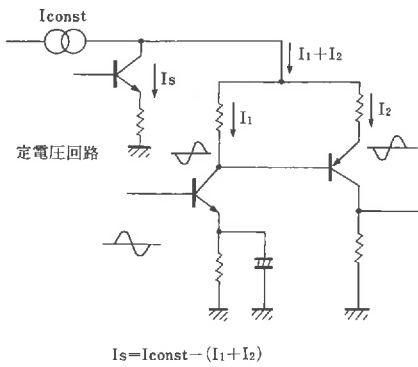 Iconst
I₁+I₂
Is
I₁
I₂
定電圧回路
Is=Iconst−(I₁+I₂)